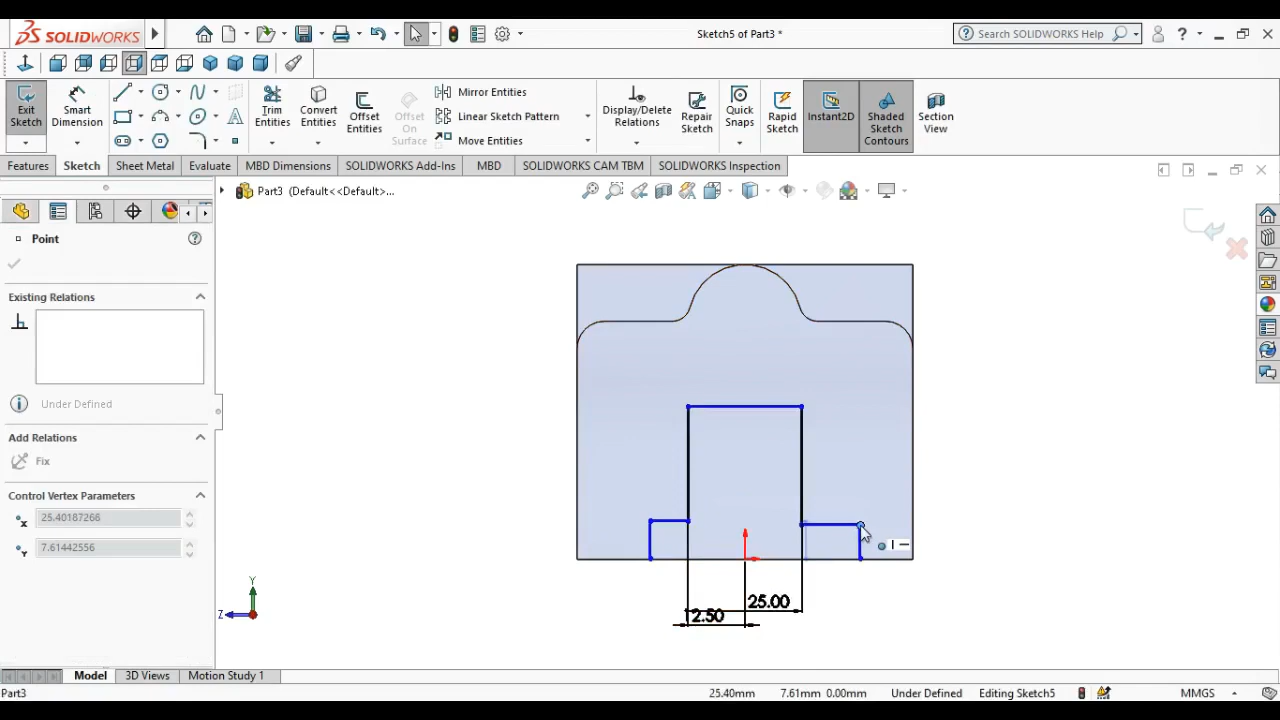 SOLIDWORKS
Sketch5 of Part3 *
Search SOLIDWORKS Help
?
Exit Sketch
Smart Dimension
Trim Entities
Convert Entities
Offset Entities
Offset On Surface
Mirror Entities
Linear Sketch Pattern
Move Entities
Display/Delete Relations
Repair Sketch
Quick Snaps
Rapid Sketch
Instant2D
Shaded Sketch Contours
Section View
Features
Sketch
Sheet Metal
Evaluate
MBD Dimensions
SOLIDWORKS Add-Ins
MBD
SOLIDWORKS CAM TBM
SOLIDWORKS Inspection
Part3 (Default<<Default>...
Point
Existing Relations
Under Defined
Add Relations
Fix
Control Vertex Parameters
X 25.40187266
Y 7.61442556
25.00
2.50
Y
Z
Model
3D Views
Motion Study 1
Part3
25.40mm
7.61mm 0.00mm
Under Defined
Editing Sketch5
MMGS